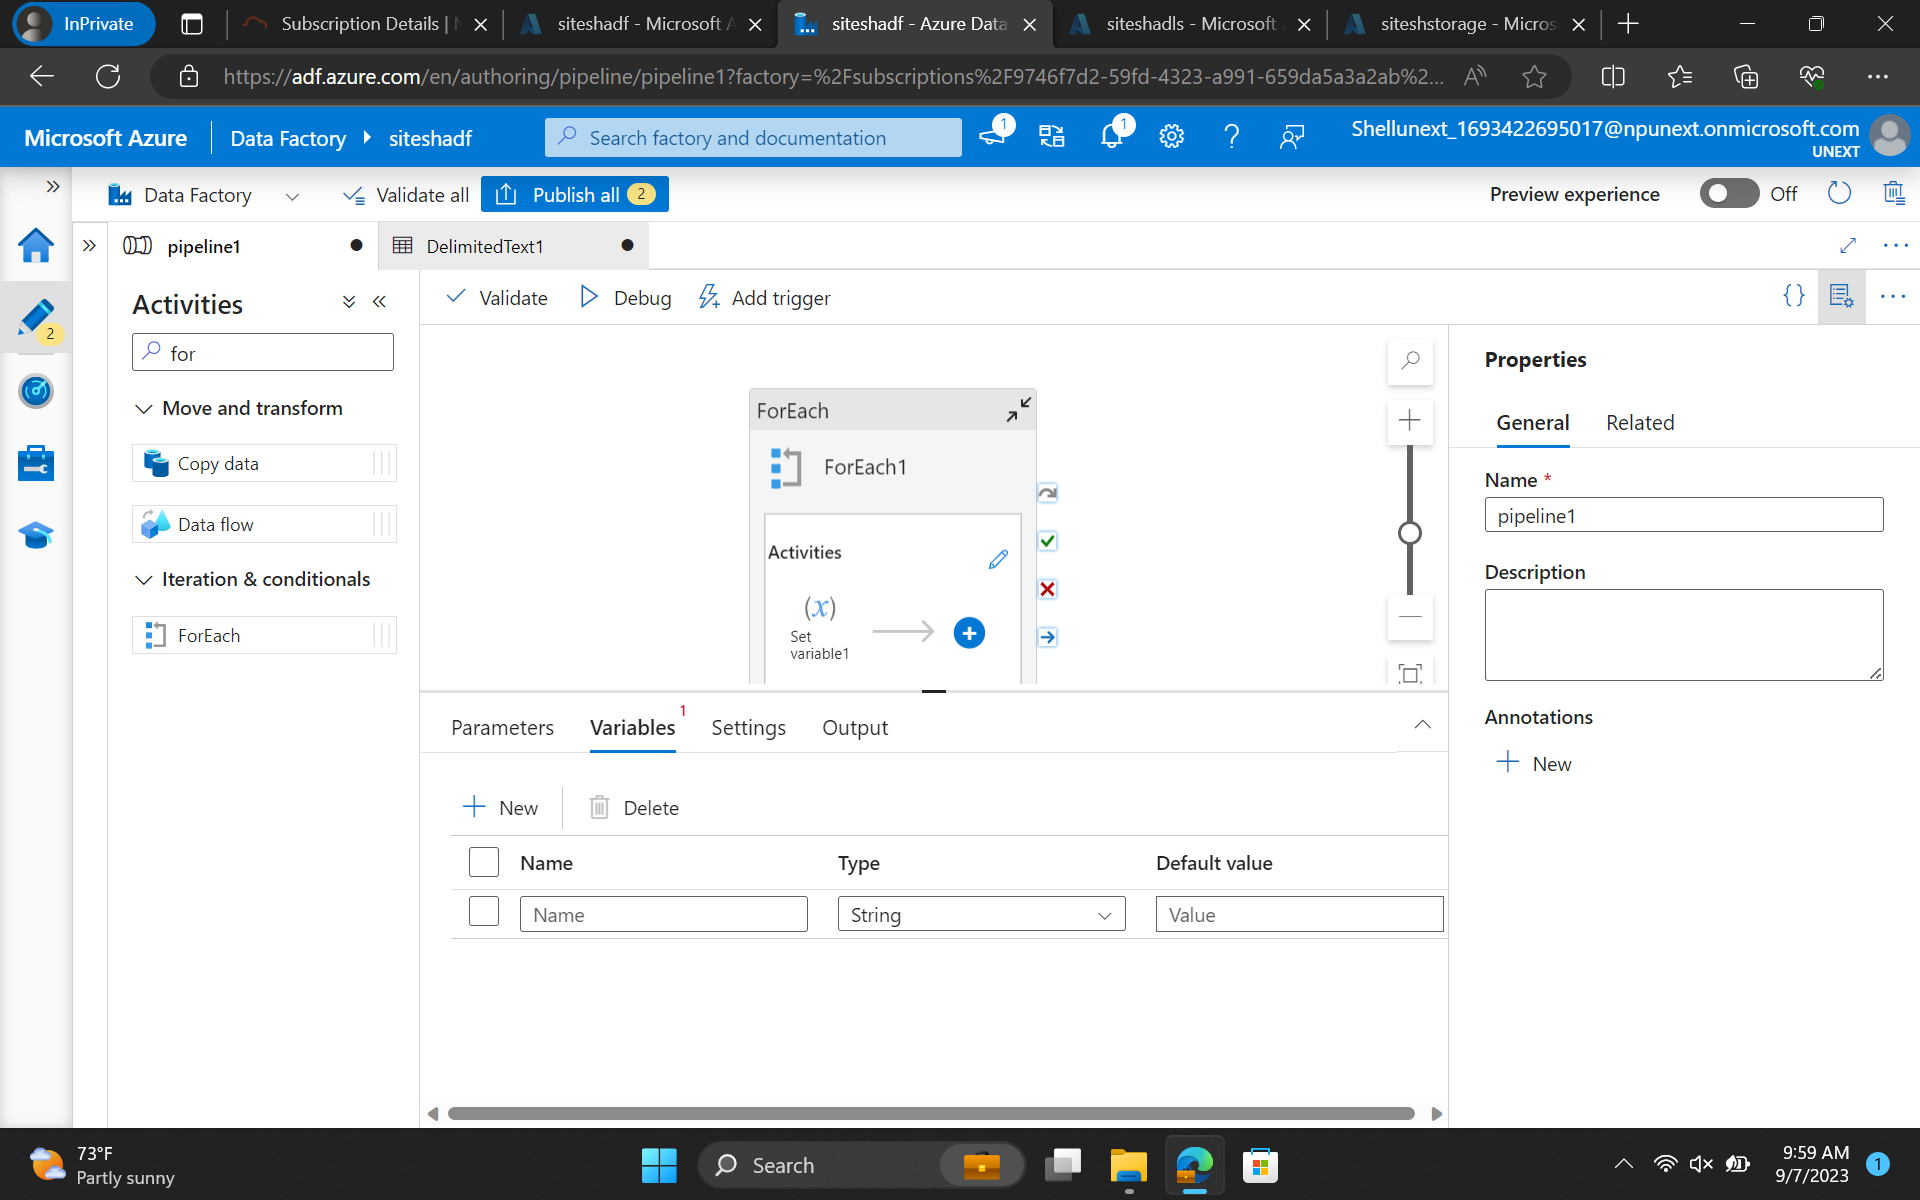 InPrivate
Subscription Details |
siteshadf - Microsoft
siteshadf - Azure Data
siteshadls - Microsoft
siteshstorage - Micros
https://adf.azure.com/en/authoring/pipeline/pipeline1?factory=%2Fsubscriptions%2F9746f7d2-59fd-4323-a991-659da5a3a2ab%2...
Microsoft Azure
Data Factory
siteshadf
Search factory and documentation
1
1
Shellunext_1693422695017@npunext.onmicrosoft.com
UNEXT
Data Factory
Validate all
Publish all 2
Preview experience
Off
pipeline1
DelimitedText1
2
Activities
for
Move and transform
Copy data
Data flow
Iteration & conditionals
ForEach
Validate
Debug
Add trigger
ForEach
ForEach1
Activities
(x)
Set
variable1
Parameters
Variables 1
Settings
Output
New
Delete
Name
Type
Default value
Name
String
Value
Properties
General
Related
Name *
pipeline1
Description
Annotations
New
73°F
Partly sunny
Search
9:59 AM
9/7/2023
1